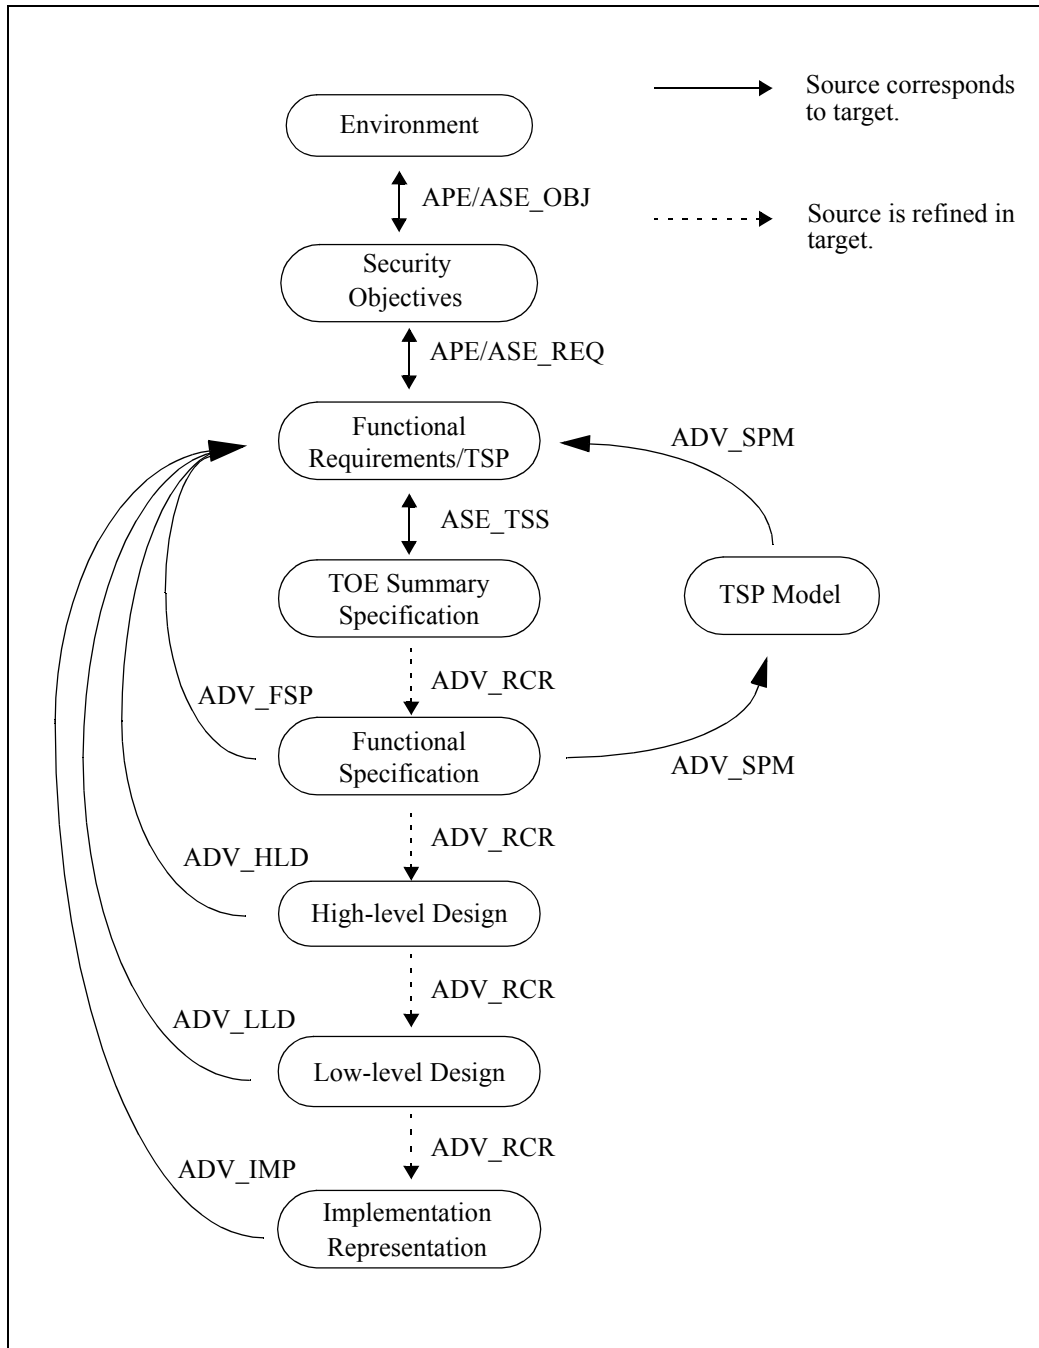 Source corresponds
to target.
Environment
APE/ASE_OBJ
Source is refined in
target.
Security
Objectives
APE/ASE_REQ
Functional
Requirements/TSP
ADV_SPM
ASE_TSS
TOE Summary
Specification
TSP Model
ADV_RCR
ADV_FSP
Functional
Specification
ADV_SPM
ADV_RCR
ADV_HLD
High-level Design
ADV_RCR
ADV_LLD
Low-level Design
ADV_RCR
ADV_IMP
Implementation
Representation